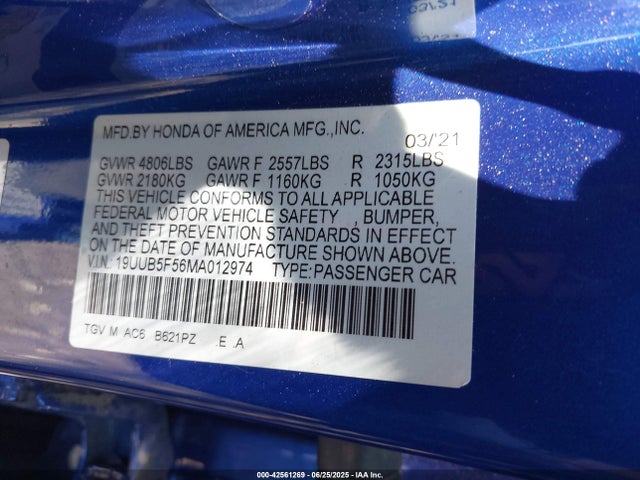 03/21
MFD.BY HONDA OF AMERICA MFG.,INC. 03/21
GVWR 4806LBS GAWR F 2557LBS R 2315LBS
GVWR 2180KG GAWR F 1160KG R 1050KG
THIS VEHICLE CONFORMS TO ALL APPLICABLE
FEDERAL MOTOR VEHICLE SAFETY , BUMPER,
AND THEFT PREVENTION STANDARDS IN EFFECT
ON THE DATE OF MANUFACTURE SHOWN ABOVE.
V.I.N: 19UUB5F56MA012974 TYPE: PASSENGER CAR
TGV M AC6 B621PZ .E .A
000-42561269 - 06/25/2025 - IAA Inc.